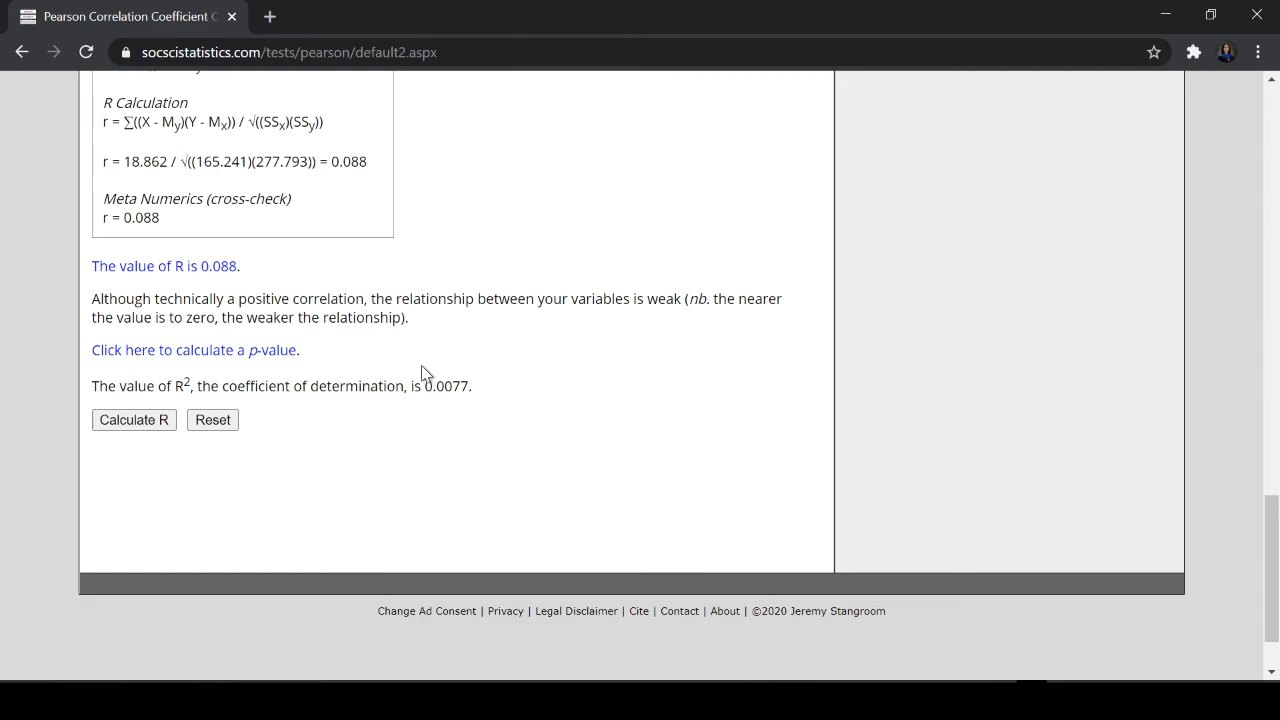 Pearson Correlation Coefficient C
socscistatistics.com/tests/pearson/default2.aspx
R Calculation
r = ∑((X - My)(Y - Mx)) / √((SSx)(SSy))
r = 18.862 / √((165.241)(277.793)) = 0.088
Meta Numerics (cross-check)
r = 0.088
The value of R is 0.088.
Although technically a positive correlation, the relationship between your variables is weak (nb. the nearer
the value is to zero, the weaker the relationship).
Click here to calculate a p-value.
The value of R2, the coefficient of determination, is 0.0077.
Calculate R Reset
Change Ad Consent | Privacy | Legal Disclaimer | Cite | Contact | About | ©2020 Jeremy Stangroom